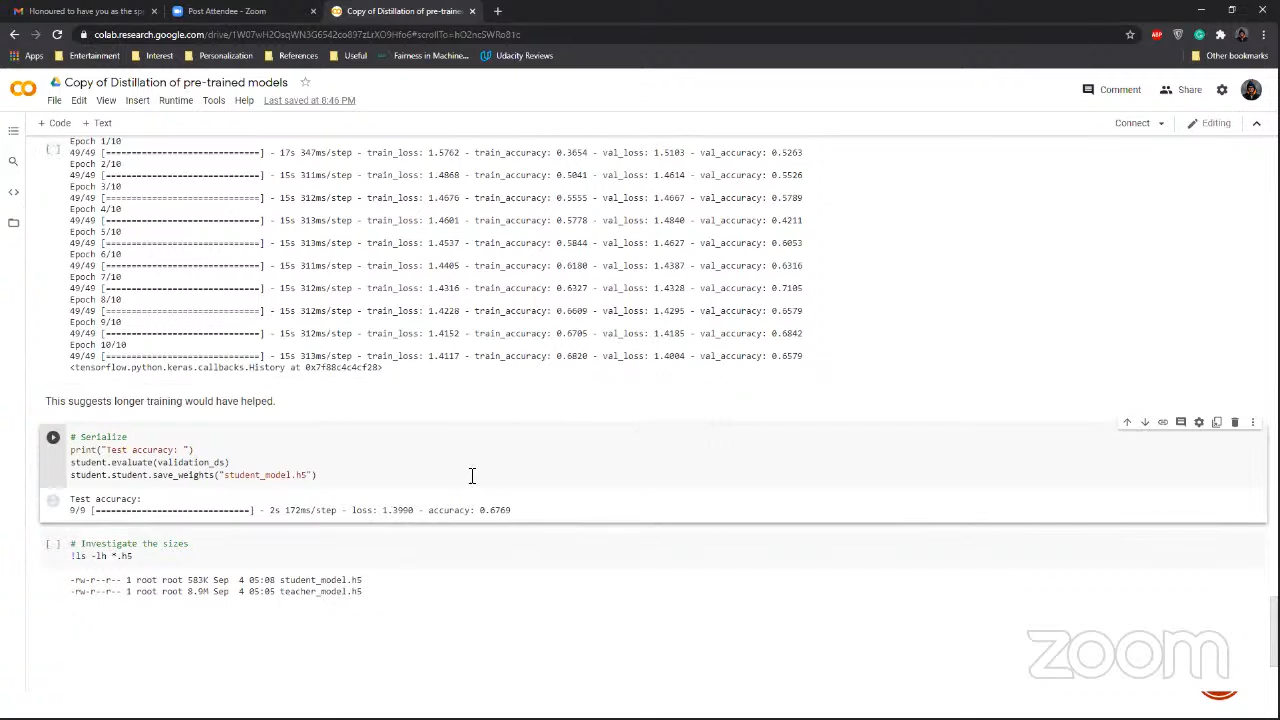 Honoured to have you as the sp
Post Attendee - Zoom
Copy of Distillation of pre-traine
colab.research.google.com/drive/1W07wH2OsqWN3G6542co897zLrXO9Hfo6#scrollTo=hO2ncSWRo81c
Apps
Entertainment
Interest
Personalization
References
Useful
Fairness in Machine...
Udacity Reviews
Other bookmarks
Copy of Distillation of pre-trained models
File Edit View Insert Runtime Tools Help Last saved at 8:46 PM
Comment
Share
+ Code + Text
Connect
Editing
Epoch 1/10
49/49 [==============================] - 17s 347ms/step - train_loss: 1.5762 - train_accuracy: 0.3654 - val_loss: 1.5103 - val_accuracy: 0.5263
Epoch 2/10
49/49 [==============================] - 15s 311ms/step - train_loss: 1.4868 - train_accuracy: 0.5041 - val_loss: 1.4614 - val_accuracy: 0.5526
Epoch 3/10
49/49 [==============================] - 15s 312ms/step - train_loss: 1.4676 - train_accuracy: 0.5555 - val_loss: 1.4667 - val_accuracy: 0.5789
Epoch 4/10
49/49 [==============================] - 15s 313ms/step - train_loss: 1.4601 - train_accuracy: 0.5778 - val_loss: 1.4840 - val_accuracy: 0.4211
Epoch 5/10
49/49 [==============================] - 15s 313ms/step - train_loss: 1.4537 - train_accuracy: 0.5844 - val_loss: 1.4627 - val_accuracy: 0.6053
Epoch 6/10
49/49 [==============================] - 15s 311ms/step - train_loss: 1.4405 - train_accuracy: 0.6180 - val_loss: 1.4387 - val_accuracy: 0.6316
Epoch 7/10
49/49 [==============================] - 15s 312ms/step - train_loss: 1.4316 - train_accuracy: 0.6327 - val_loss: 1.4328 - val_accuracy: 0.7105
Epoch 8/10
49/49 [==============================] - 15s 312ms/step - train_loss: 1.4228 - train_accuracy: 0.6609 - val_loss: 1.4295 - val_accuracy: 0.6579
Epoch 9/10
49/49 [==============================] - 15s 312ms/step - train_loss: 1.4152 - train_accuracy: 0.6705 - val_loss: 1.4185 - val_accuracy: 0.6842
Epoch 10/10
49/49 [==============================] - 15s 313ms/step - train_loss: 1.4117 - train_accuracy: 0.6820 - val_loss: 1.4004 - val_accuracy: 0.6579
<tensorflow.python.keras.callbacks.History at 0x7f88c4c4cf28>
This suggests longer training would have helped.
# Serialize
print("Test accuracy: ")
student.evaluate(validation_ds)
student.student.save_weights("student_model.h5")
Test accuracy:
9/9 [==============================] - 2s 172ms/step - loss: 1.3990 - accuracy: 0.6769
[ ] # Investigate the sizes
!ls -lh *.h5
-rw-r--r-- 1 root root 583K Sep 4 05:08 student_model.h5
-rw-r--r-- 1 root root 8.9M Sep 4 05:05 teacher_model.h5
zoom